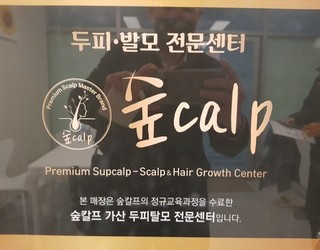 두피·발모 전문센터
Premium Scalp Master Brand
숲calp
숲calp
Premium Supcalp - Scalp & Hair Growth Center
본 매장은 숲칼프의 정규교육과정을 수료한
숲칼프 가산 두피탈모 전문센터입니다.